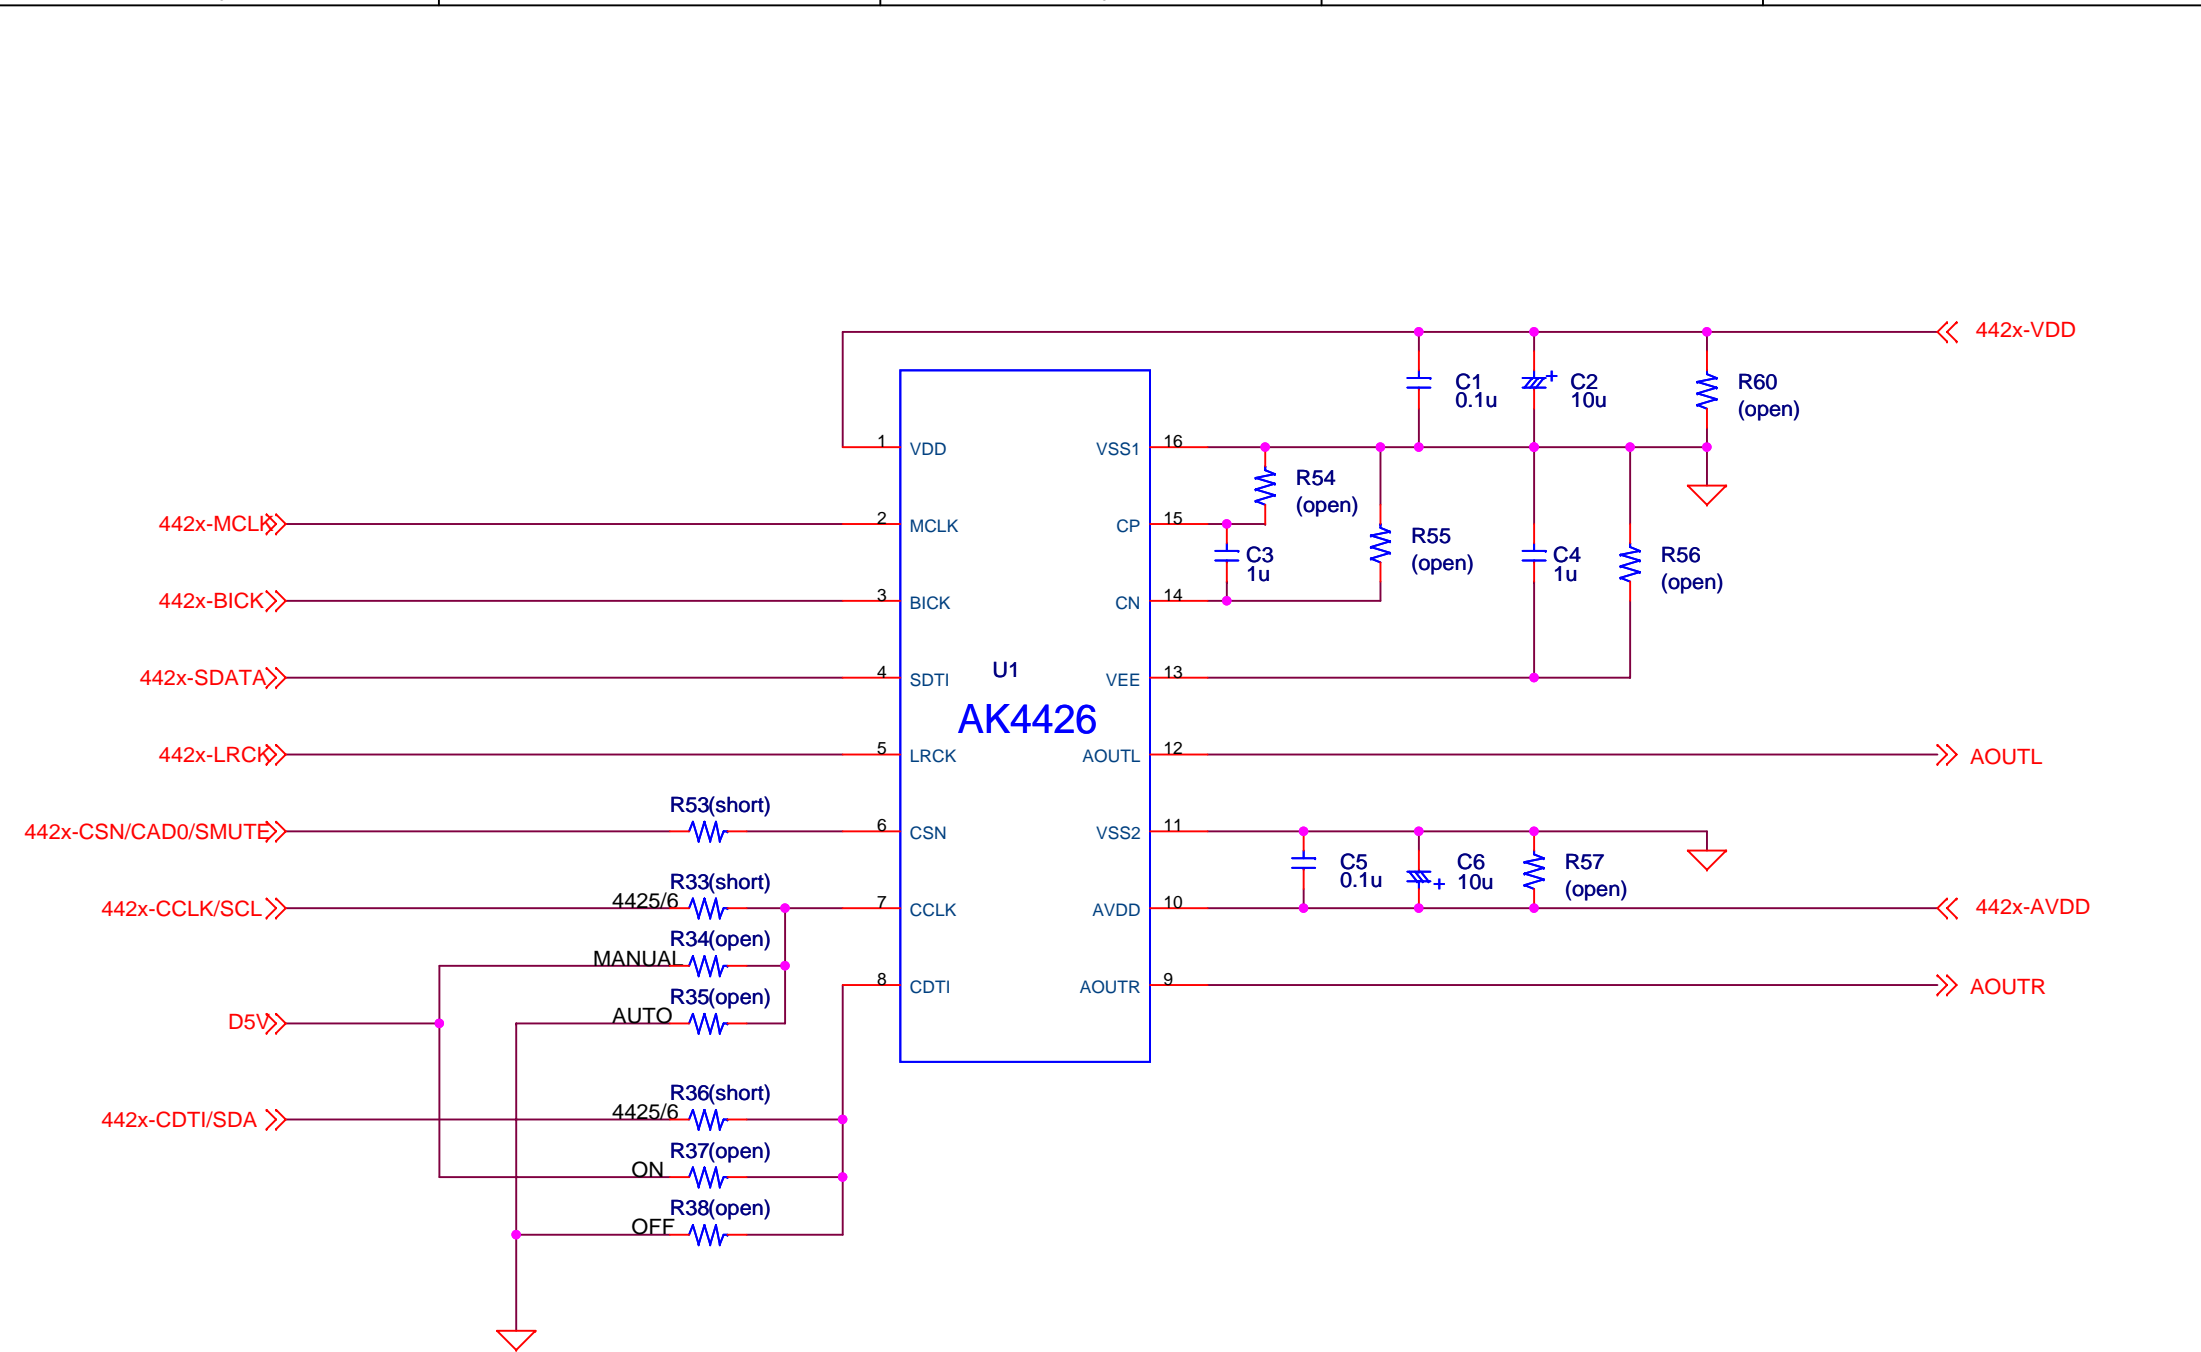 442x-VDD
C1
0.1u
C2
10u
R60
(open)
1
VDD
VSS1
16
R54
(open)
442x-MCLK
2
MCLK
CP
15
R55
(open)
C3
1u
C4
1u
R56
(open)
442x-BICK
3
BICK
CN
14
442x-SDATA
4
SDTI
U1
VEE
13
AK4426
442x-LRCK
5
LRCK
AOUTL
12
AOUTL
R53(short)
442x-CSN/CAD0/SMUTE
6
CSN
VSS2
11
C5
0.1u
C6
10u
R57
(open)
R33(short)
442x-CCLK/SCL
4425/6
7
CCLK
AVDD
10
442x-AVDD
R34(open)
MANUAL
8
CDTI
AOUTR
9
AOUTR
R35(open)
D5V
AUTO
R36(short)
442x-CDTI/SDA
4425/6
R37(open)
ON
R38(open)
OFF